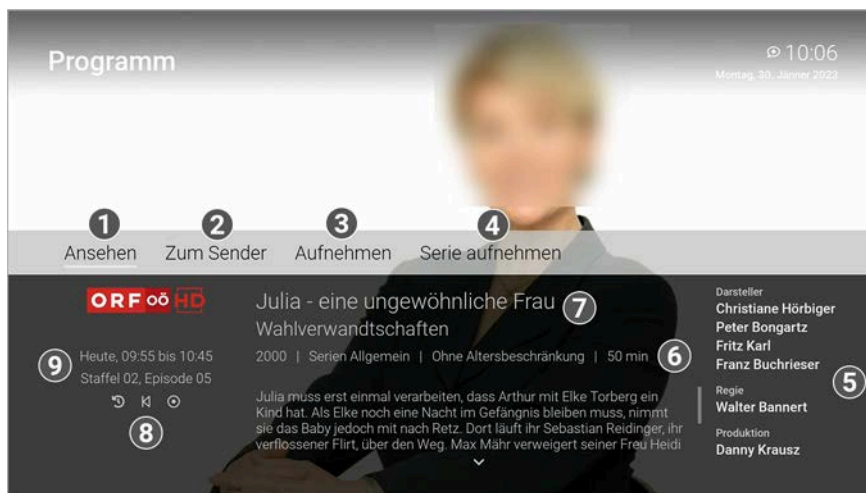 Programm
10:06
Montag, 30. Jänner 2023
1 2 3 4
Ansehen Zum Sender Aufnehmen Serie aufnehmen
ORF OÖ HD
9
Heute, 09:55 bis 10:45
Staffel 02, Episode 05
8
Julia - eine ungewöhnliche Frau 7
Wahlverwandtschaften
2000 | Serien Allgemein | Ohne Altersbeschränkung | 50 min 6
Julia muss erst einmal verarbeiten, dass Arthur mit Elke Torberg ein
Kind hat. Als Elke noch eine Nacht im Gefängnis bleiben muss, nimmt
sie das Baby jedoch mit nach Retz. Dort läuft ihr Sebastian Reidinger, ihr
verflossener Flirt, über den Weg. Max Mähr verweigert seiner Freu Heidi
Darsteller
Christiane Hörbiger
Peter Bongartz
Fritz Karl
Franz Buchrieser
5
Regie
Walter Bannert
Produktion
Danny Krausz